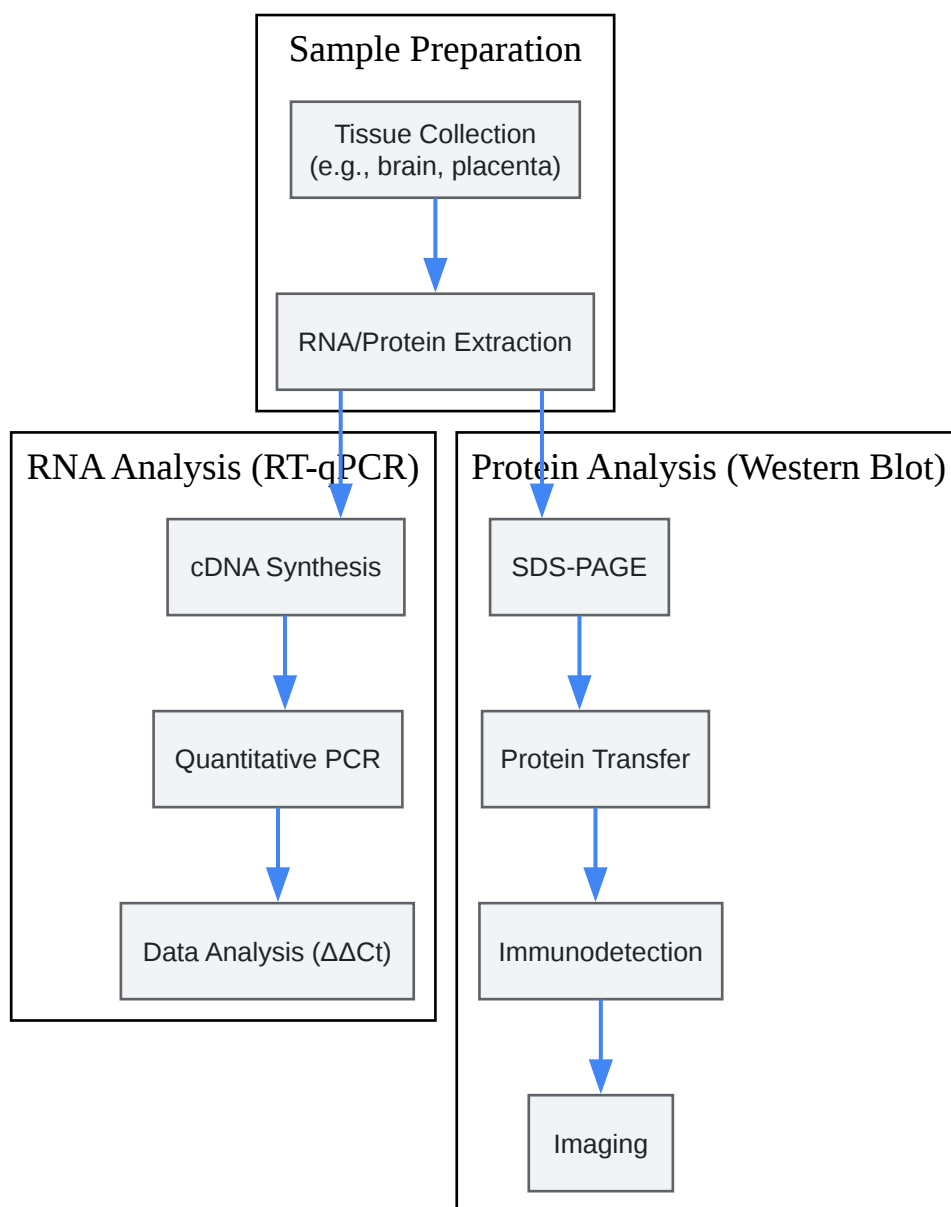 Sample Preparation
Tissue Collection
(e.g., brain, placenta)
RNA/Protein Extraction
RNA Analysis (RT-qPCR)
cDNA Synthesis
Quantitative PCR
Data Analysis (ΔΔCt)
Protein Analysis (Western Blot)
SDS-PAGE
Protein Transfer
Immunodetection
Imaging